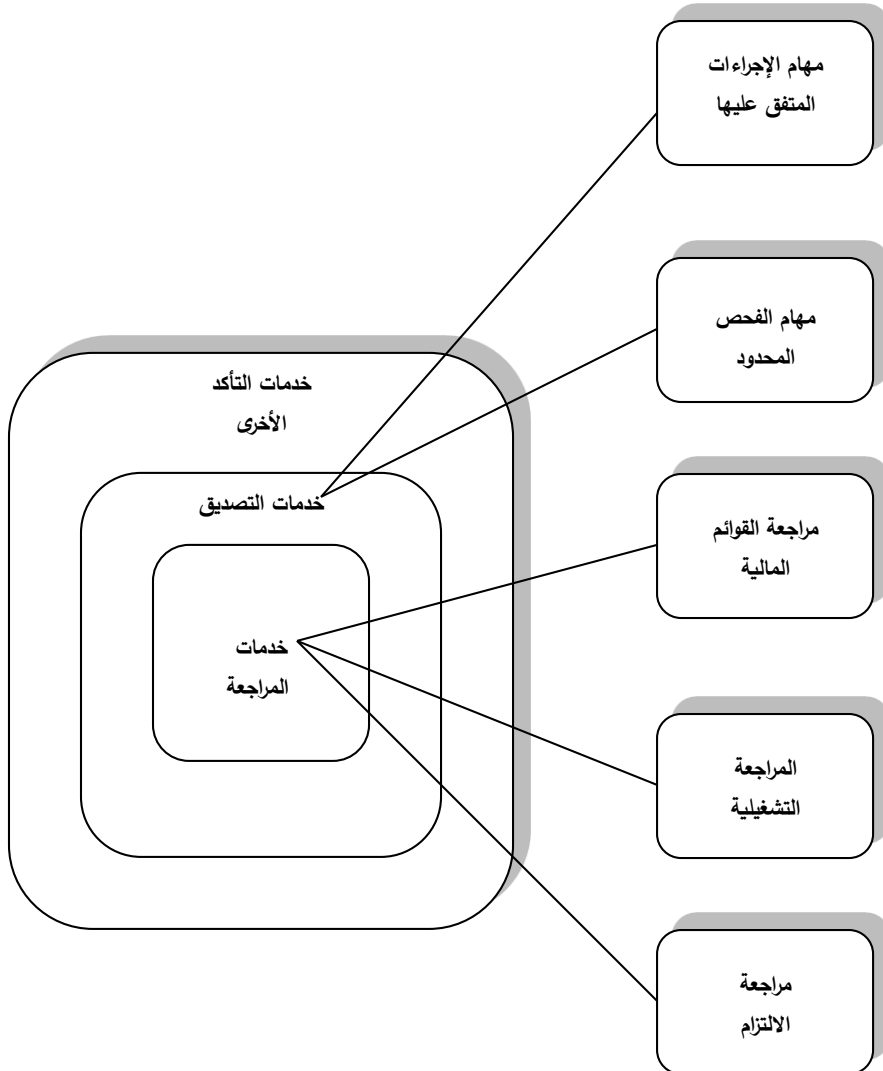 مهام الإجراءات
المتفق عليها
مهام الفحص
المحدود
خدمات التأكد
الأخرى
خدمات التصديق
مراجعة القوائم
المالية
خدمات
المراجعة
المراجعة
التشغيلية
مراجعة
الالتزام